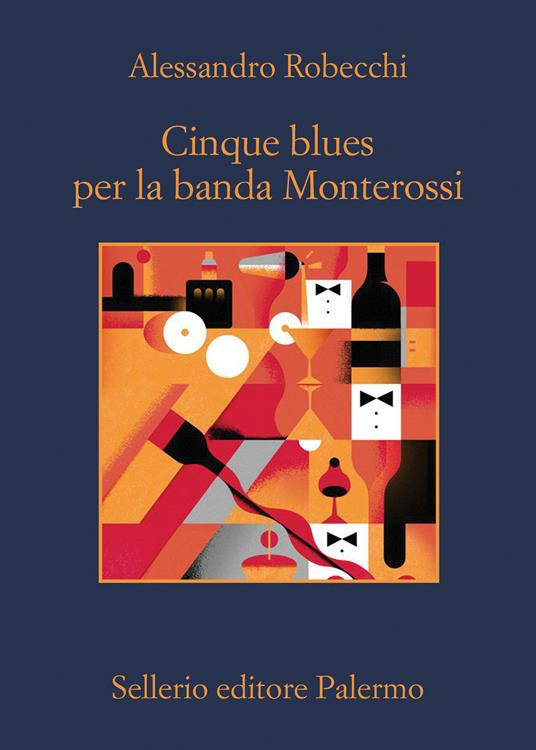 Alessandro Robecchi
Cinque blues
per la banda Monterossi
Sellerio editore Palermo